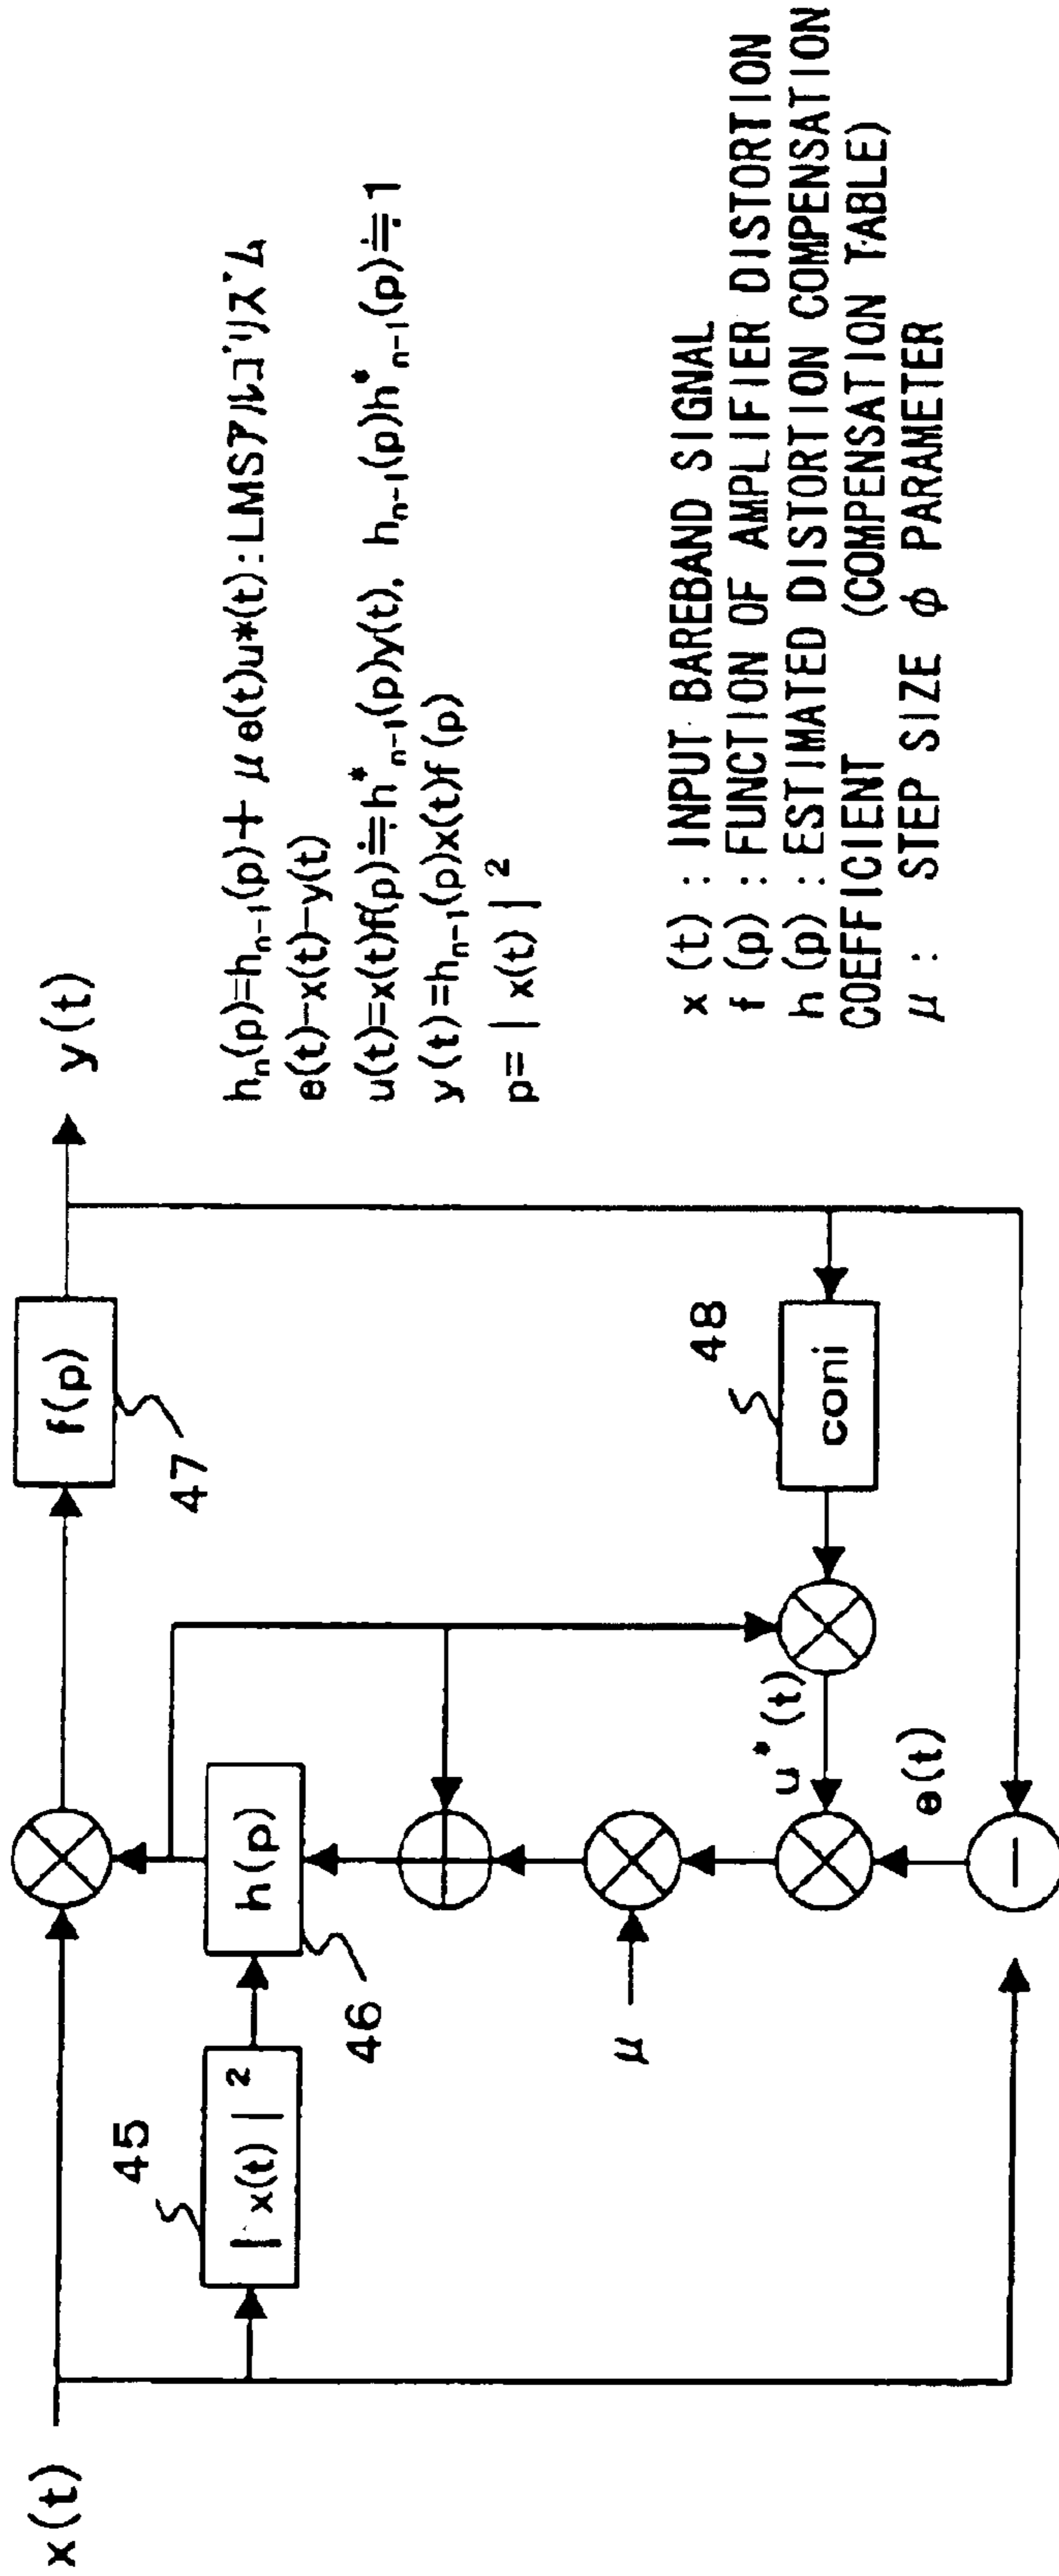 x(t)
45
| x(t) | ²
46
h(p)
47
f(p)
y(t)
μ
u*(t)
e(t)
48
coni
hₙ(p)=hₙ₋₁(p)+μe(t)u*(t):LMSアルゴリズム
e(t)-x(t)-y(t)
u(t)=x(t)f(p)≒h*ₙ₋₁(p)y(t), hₙ₋₁(p)h*ₙ₋₁(p)≒1
y(t)=hₙ₋₁(p)x(t)f(p)
p=| x(t) | ²
x (t) : INPUT BAREBAND SIGNAL
f (p) : FUNCTION OF AMPLIFIER DISTORTION
h (p) : ESTIMATED DISTORTION COMPENSATION
COEFFICIENT (COMPENSATION TABLE)
μ : STEP SIZE φ PARAMETER